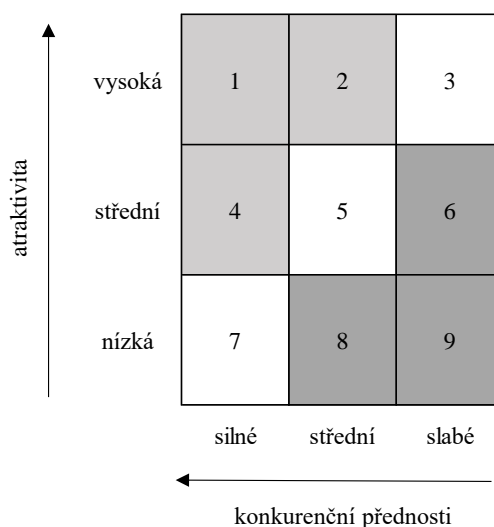 vysoká 1 2 3
atraktivita
střední 4 5 6
nízká 7 8 9
silné střední slabé
konkurenční přednosti